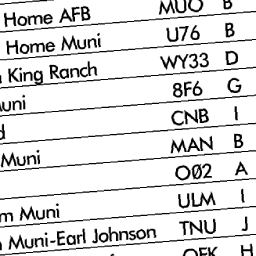 Home AFB MUO B
Home Muni U76 B
King Ranch WY33 D
uni 8F6 G
d CNB I
Muni MAN B
O02 A
m Muni ULM I
Muni-Earl Johnson TNU J
OEK H